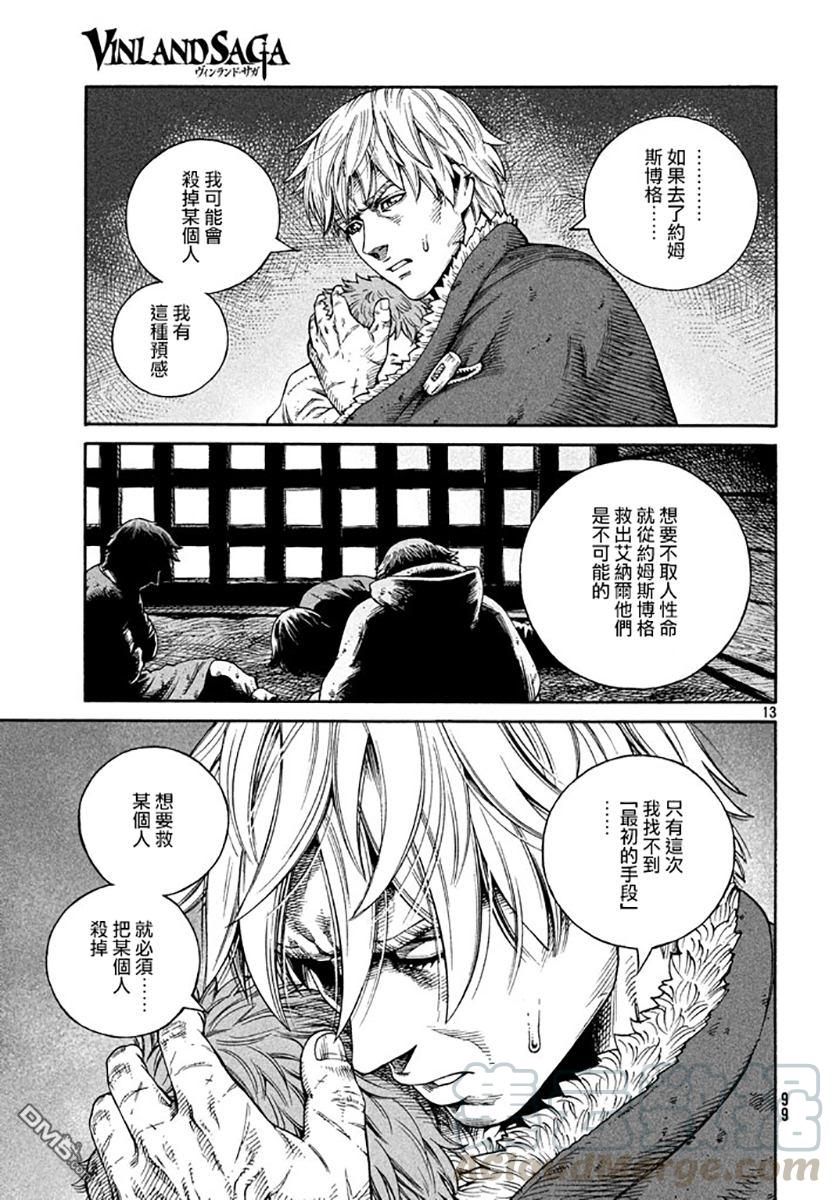 VINLAND SAGA
ヴィンランド・サガ
…………
如果去了約姆
斯博格……
我可能會
殺掉某個人
我有
這種預感
想要不取人性命
就從約姆斯博格
救出艾納爾他們
是不可能的
13
只有這次
我找不到
「最初的手段」
……
想要救
某個人
就必須……
把某個人
殺掉
99
DM5
ACloudMerge.com